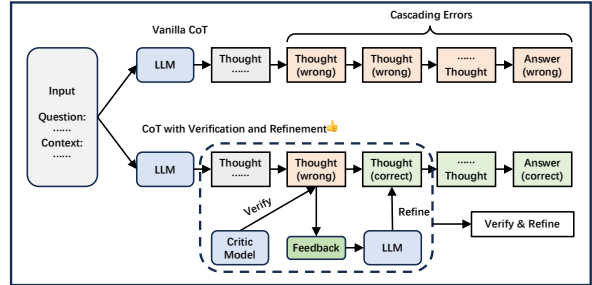 Cascading Errors
Vanilla CoT
Input
Question:
......
Context:
......
LLM
Thought
......
Thought
(wrong)
Thought
(wrong)
......
Thought
Answer
(wrong)
CoT with Verification and Refinement👍
LLM
Thought
......
Thought
(wrong)
Thought
(correct)
......
Thought
Answer
(correct)
Verify
Refine
Critic
Model
Feedback
LLM
Verify & Refine